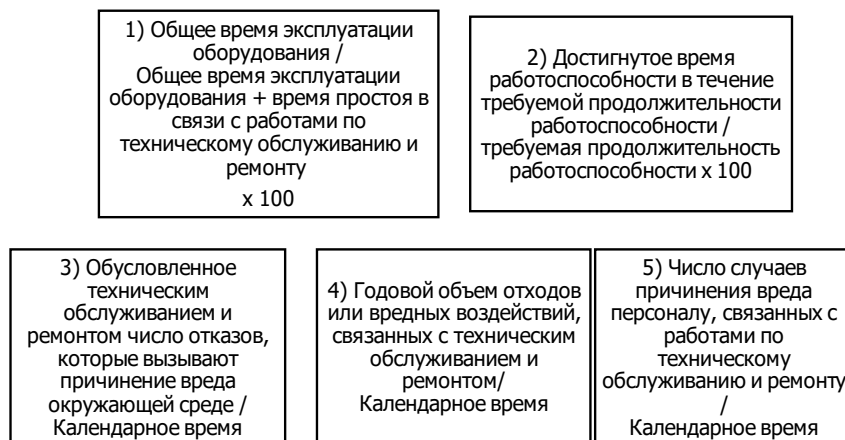 1) Общее время эксплуатации
оборудования /
Общее время эксплуатации
оборудования + время простоя в
связи с работами по
техническому обслуживанию и
ремонту
х 100
2) Достигнутое время
работоспособности в течение
требуемой продолжительности
работоспособности /
требуемая продолжительность
работоспособности х 100
3) Обусловленное
техническим
обслуживанием и
ремонтом число отказов,
которые вызывают
причинение вреда
окружающей среде /
Календарное время
4) Годовой объем отходов
или вредных воздействий,
связанных с техническим
обслуживанием и
ремонтом/
Календарное время
5) Число случаев
причинения вреда
персоналу, связанных с
работами по
техническому
обслуживанию и ремонту
/
Календарное время